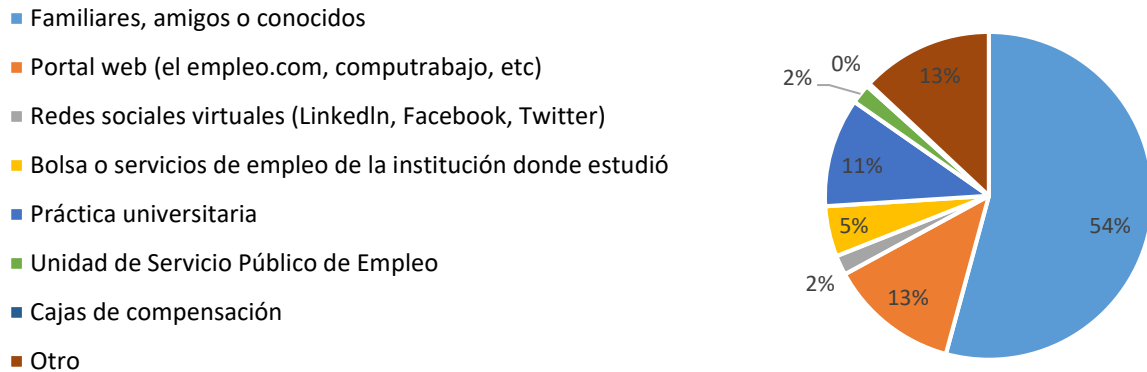 Familiares, amigos o conocidos
Portal web (el empleo.com, computrabajo, etc)
Redes sociales virtuales (LinkedIn, Facebook, Twitter)
Bolsa o servicios de empleo de la institución donde estudió
Práctica universitaria
Unidad de Servicio Público de Empleo
Cajas de compensación
Otro
54%
13%
2%
5%
11%
2%
0%
13%